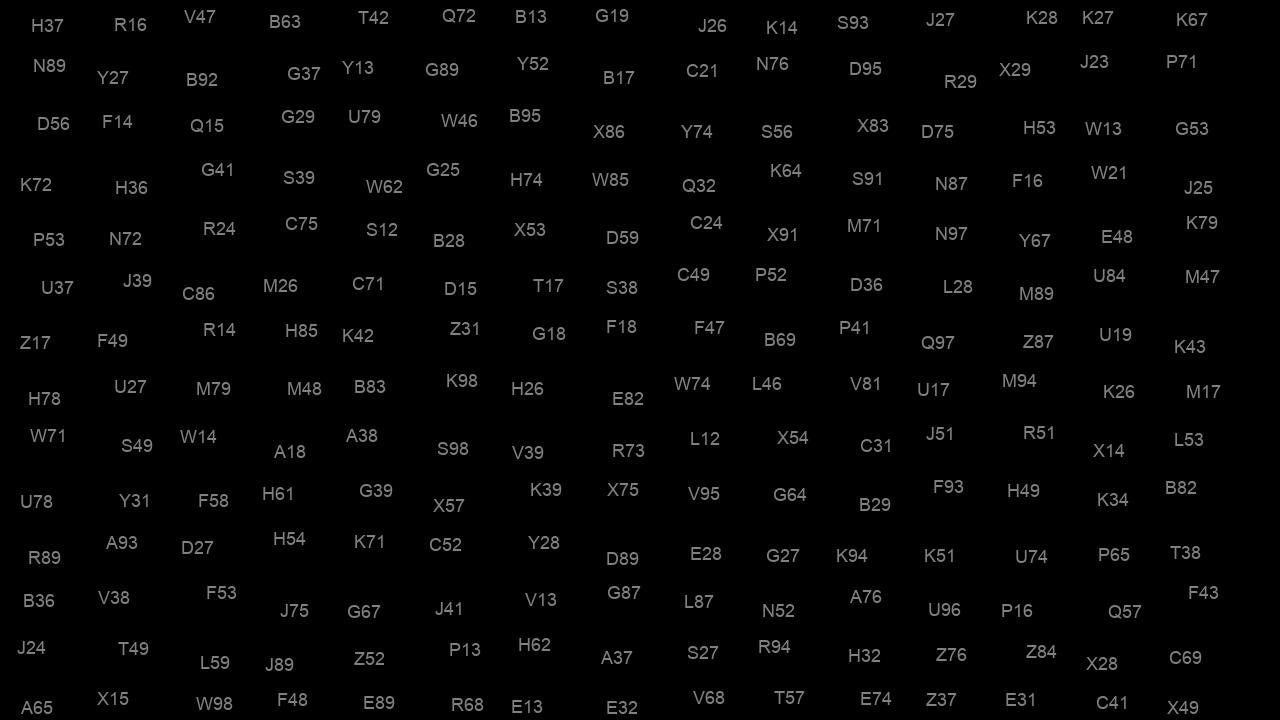 H37 R16 V47 B63 T42 Q72 B13 G19 J26 K14 S93 J27 K28 K27 K67
N89 Y27 B92 G37 Y13 G89 Y52 B17 C21 N76 D95 R29 X29 J23 P71
D56 F14 Q15 G29 U79 W46 B95 X86 Y74 S56 X83 D75 H53 W13 G53
K72 H36 G41 S39 W62 G25 H74 W85 Q32 K64 S91 N87 F16 W21 J25
P53 N72 R24 C75 S12 B28 X53 D59 C24 X91 M71 N97 Y67 E48 K79
U37 J39 C86 M26 C71 D15 T17 S38 C49 P52 D36 L28 M89 U84 M47
Z17 F49 R14 H85 K42 Z31 G18 F18 F47 B69 P41 Q97 Z87 U19 K43
H78 U27 M79 M48 B83 K98 H26 E82 W74 L46 V81 U17 M94 K26 M17
W71 S49 W14 A18 A38 S98 V39 R73 L12 X54 C31 J51 R51 X14 L53
U78 Y31 F58 H61 G39 X57 K39 X75 V95 G64 B29 F93 H49 K34 B82
R89 A93 D27 H54 K71 C52 Y28 D89 E28 G27 K94 K51 U74 P65 T38
B36 V38 F53 J75 G67 J41 V13 G87 L87 N52 A76 U96 P16 Q57 F43
J24 T49 L59 J89 Z52 P13 H62 A37 S27 R94 H32 Z76 Z84 X28 C69
A65 X15 W98 F48 E89 R68 E13 E32 V68 T57 E74 Z37 E31 C41 X49